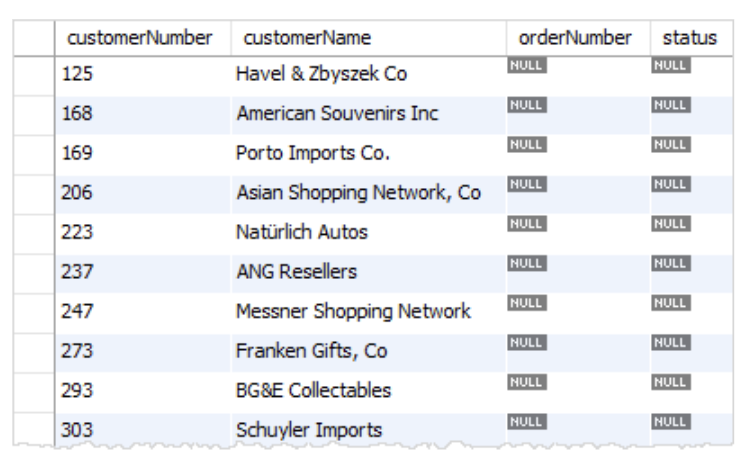 customerNumber customerName orderNumber status
125 Havel & Zbyszek Co NULL NULL
168 American Souvenirs Inc NULL NULL
169 Porto Imports Co. NULL NULL
206 Asian Shopping Network, Co NULL NULL
223 Natürlich Autos NULL NULL
237 ANG Resellers NULL NULL
247 Messner Shopping Network NULL NULL
273 Franken Gifts, Co NULL NULL
293 BG&E Collectables NULL NULL
303 Schuyler Imports NULL NULL